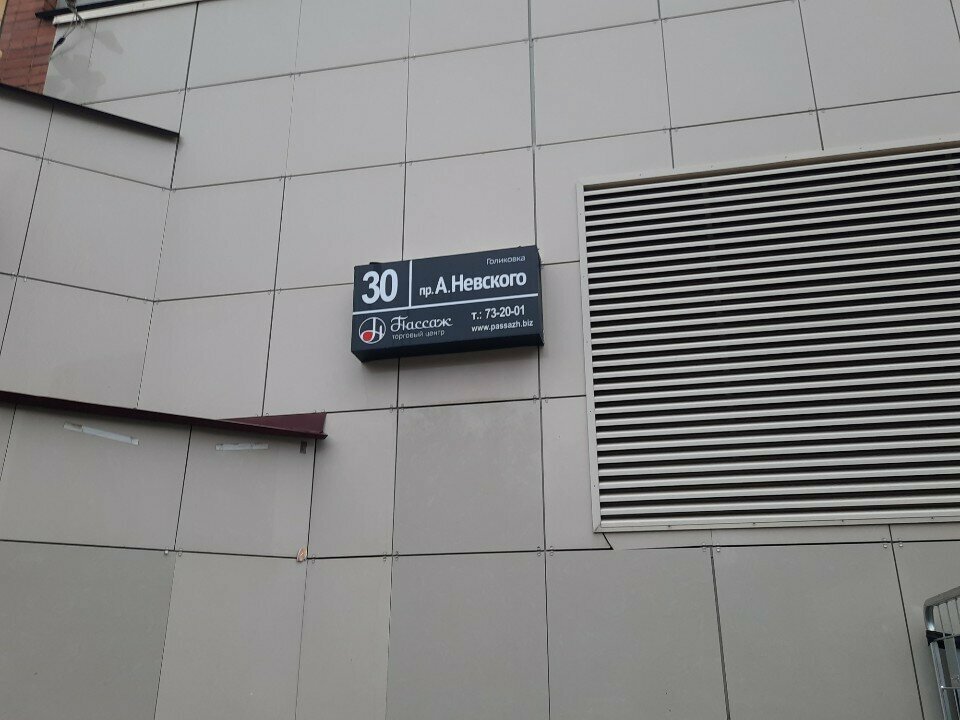 30
Голиковка
пр. А.Невского
Пассаж
торговый центр
т.: 73-20-01
www.passazh.biz